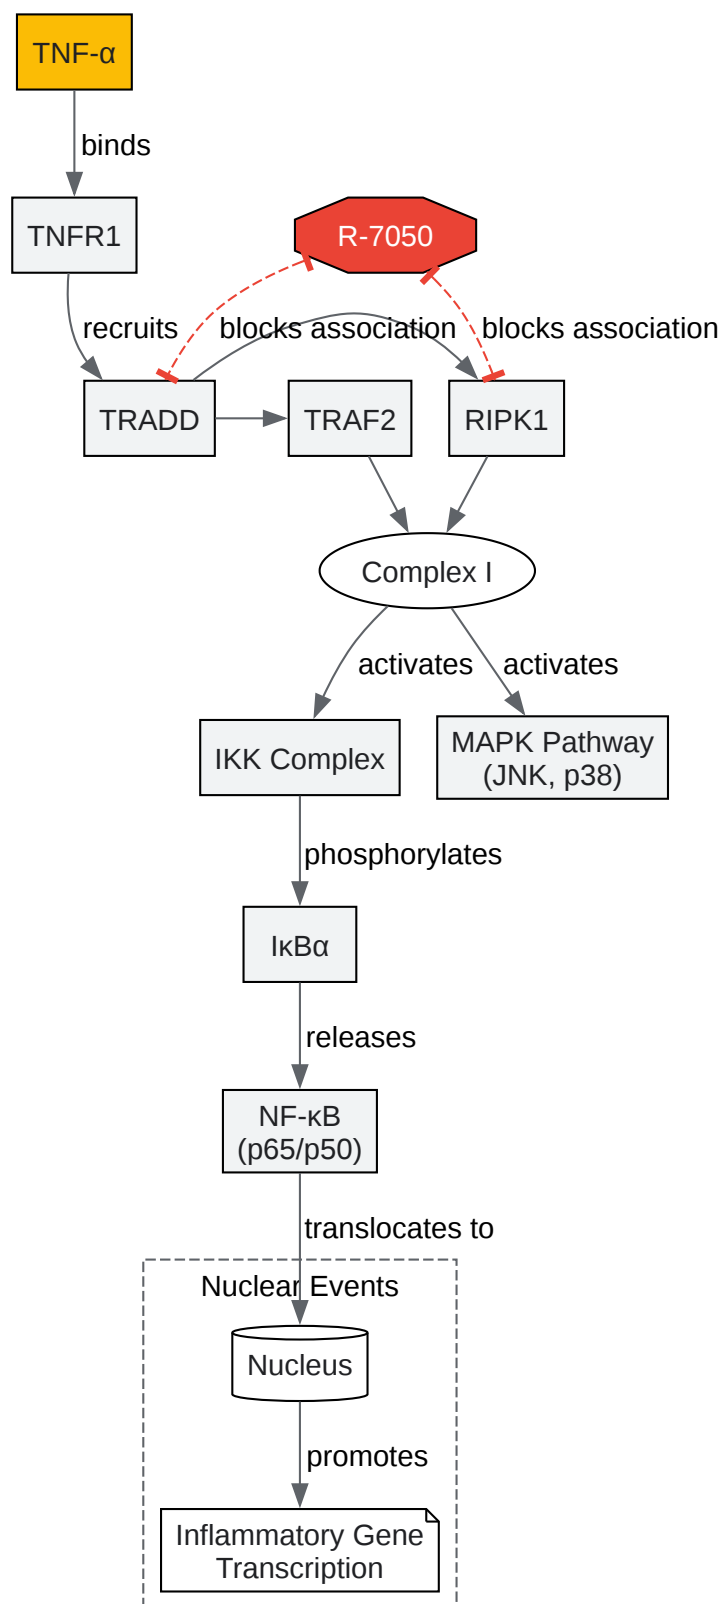 TNF-α
binds
TNFR1
R-7050
recruits
blocks association
blocks association
TRADD
TRAF2
RIPK1
Complex I
activates
activates
IKK Complex
MAPK Pathway
(JNK, p38)
phosphorylates
IκBα
releases
NF-κB
(p65/p50)
translocates to
Nuclear Events
Nucleus
promotes
Inflammatory Gene
Transcription